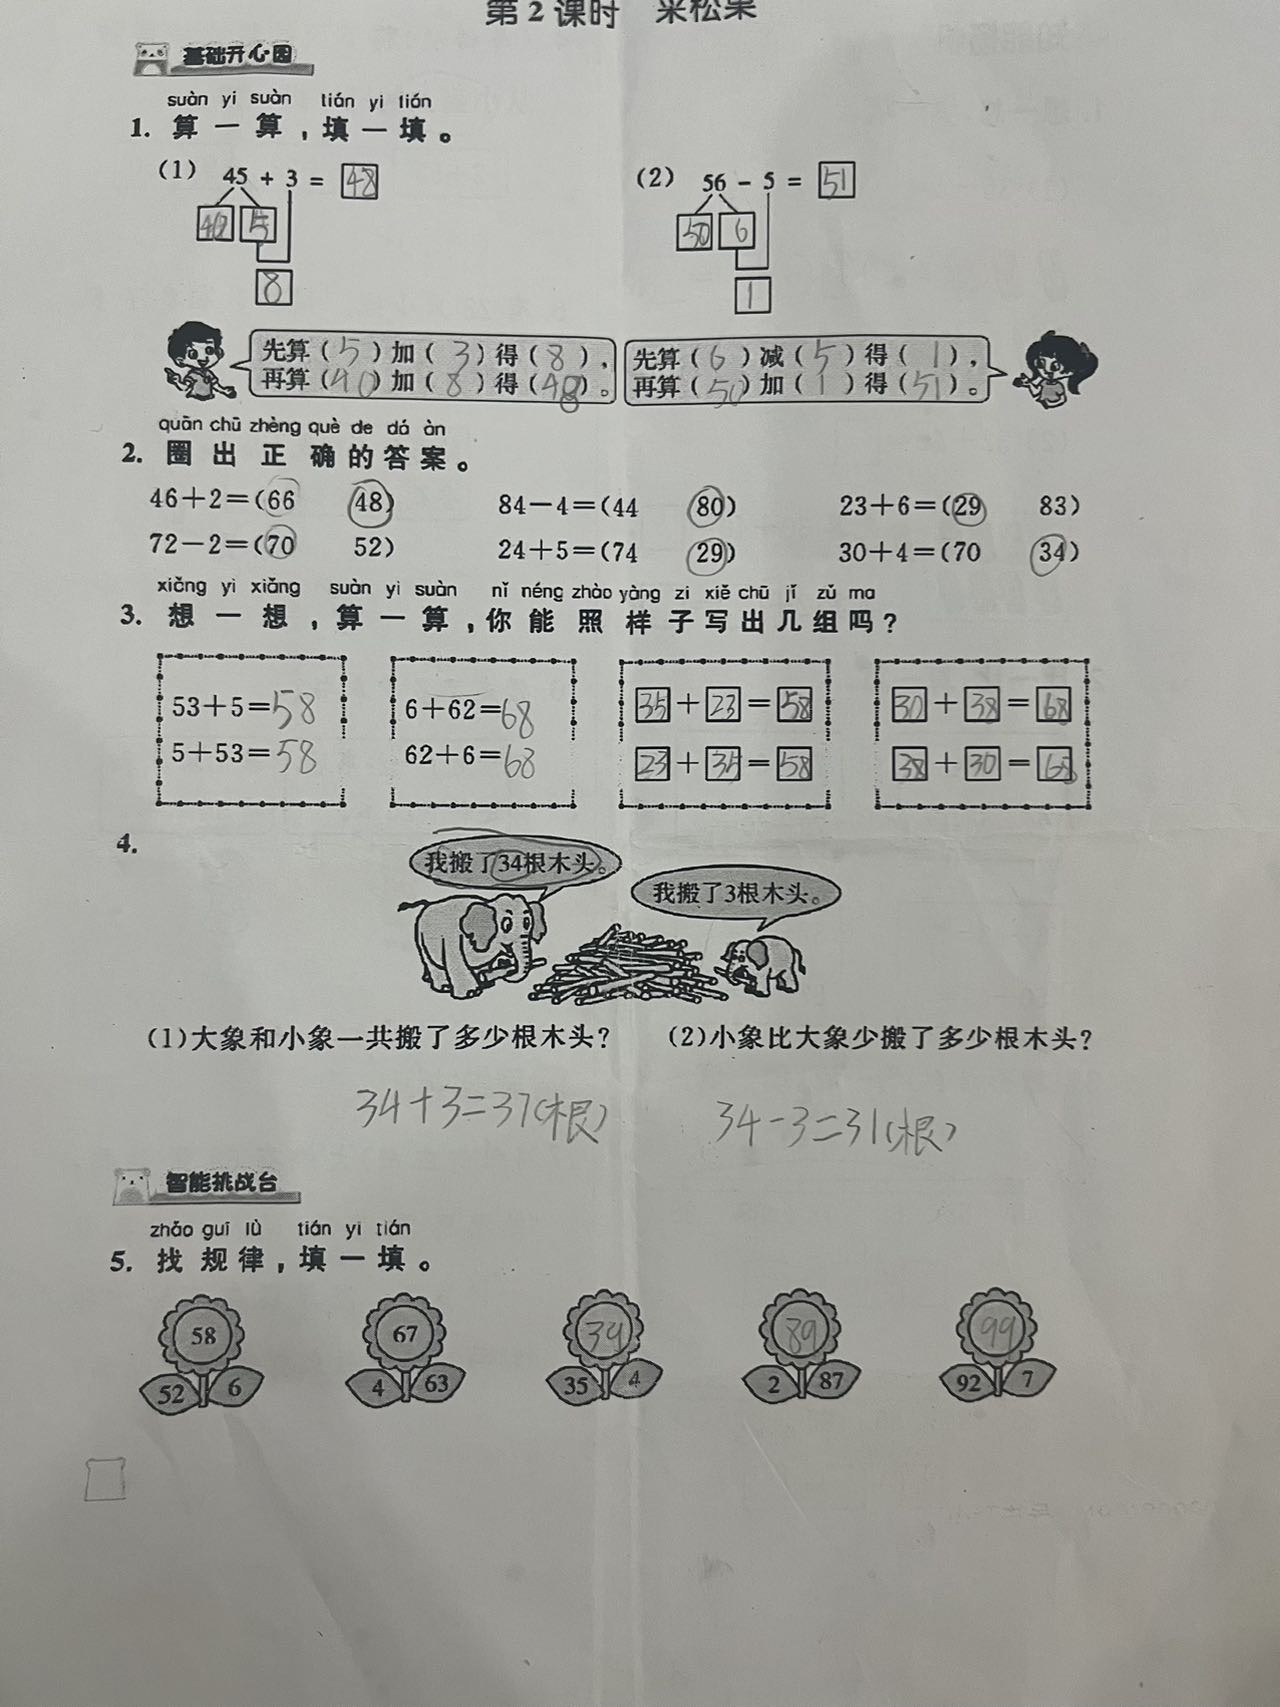 第2课时 采松果
基础开心园
suàn yi suàn tián yi tián
1. 算一算,填一填。
(1) 45 + 3 = 48
40 5
8
(2) 56 - 5 = 51
50 6
1
先算(5)加(3)得(8),
再算(40)加(8)得(48)。
先算(6)减(5)得(1),
再算(50)加(1)得(51)。
quān chū zhèng què de dá àn
2. 圈出正确的答案。
46+2=(66 48) 84-4=(44 80) 23+6=(29 83)
72-2=(70 52) 24+5=(74 29) 30+4=(70 34)
xiǎng yi xiǎng suàn yi suàn nǐ néng zhào yàng zi xiě chū jǐ zǔ ma
3. 想一想,算一算,你能照样子写出几组吗?
53+5=58 6+62=68 35+23=58 30+38=68
5+53=58 62+6=68 23+35=58 38+30=68
4.
我搬了34根木头。
我搬了3根木头。
(1)大象和小象一共搬了多少根木头? (2)小象比大象少搬了多少根木头?
34+3=37(根) 34-3=31(根)
智能挑战台
zhǎo guī lǜ tián yi tián
5. 找规律,填一填。
58 67 39 89 99
52 6 4 63 35 4 2 87 92 7